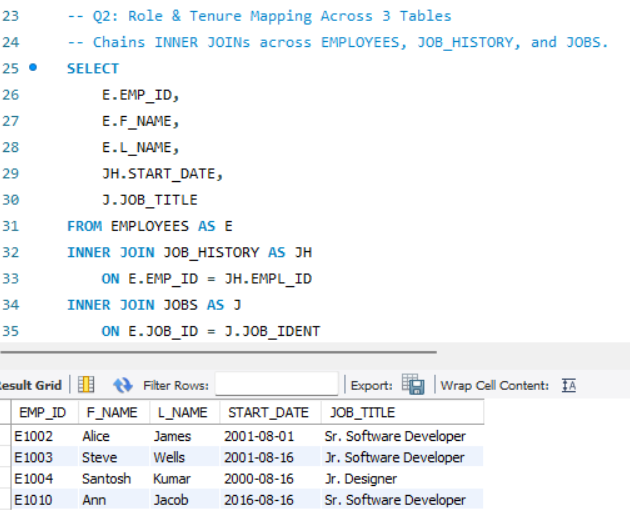 23 -- Q2: Role & Tenure Mapping Across 3 Tables
24 -- Chains INNER JOINs across EMPLOYEES, JOB_HISTORY, and JOBS.
25 SELECT
26 E.EMP_ID,
27 E.F_NAME,
28 E.L_NAME,
29 JH.START_DATE,
30 J.JOB_TITLE
31 FROM EMPLOYEES AS E
32 INNER JOIN JOB_HISTORY AS JH
33 ON E.EMP_ID = JH.EMPL_ID
34 INNER JOIN JOBS AS J
35 ON E.JOB_ID = J.JOB_IDENT
Result Grid Filter Rows: Export: Wrap Cell Content: IA
EMP_ID F_NAME L_NAME START_DATE JOB_TITLE
E1002 Alice James 2001-08-01 Sr. Software Developer
E1003 Steve Wells 2001-08-16 Jr. Software Developer
E1004 Santosh Kumar 2000-08-16 Jr. Designer
E1010 Ann Jacob 2016-08-16 Sr. Software Developer